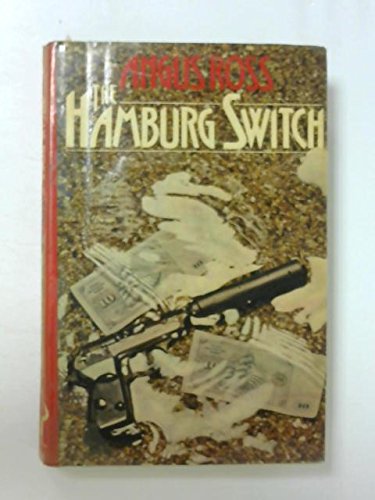 ANGUS ROSS
THE
HAMBURG SWITCH